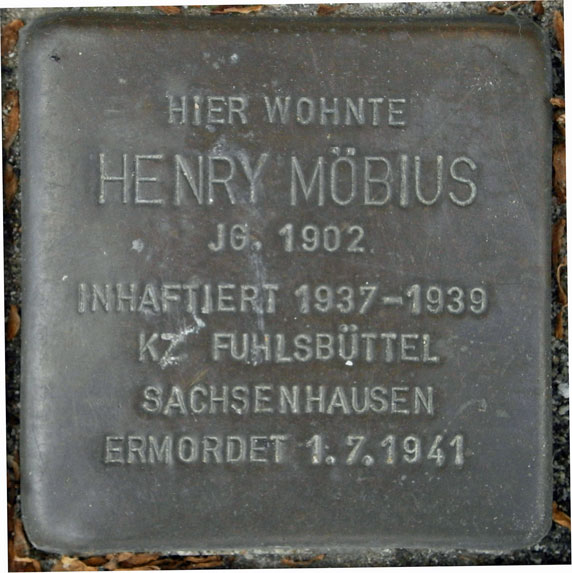 HIER WOHNTE
HENRY MÖBIUS
JG. 1902
INHAFTIERT 1937-1939
KZ FUHLSBÜTTEL
SACHSENHAUSEN
ERMORDET 1.7.1941